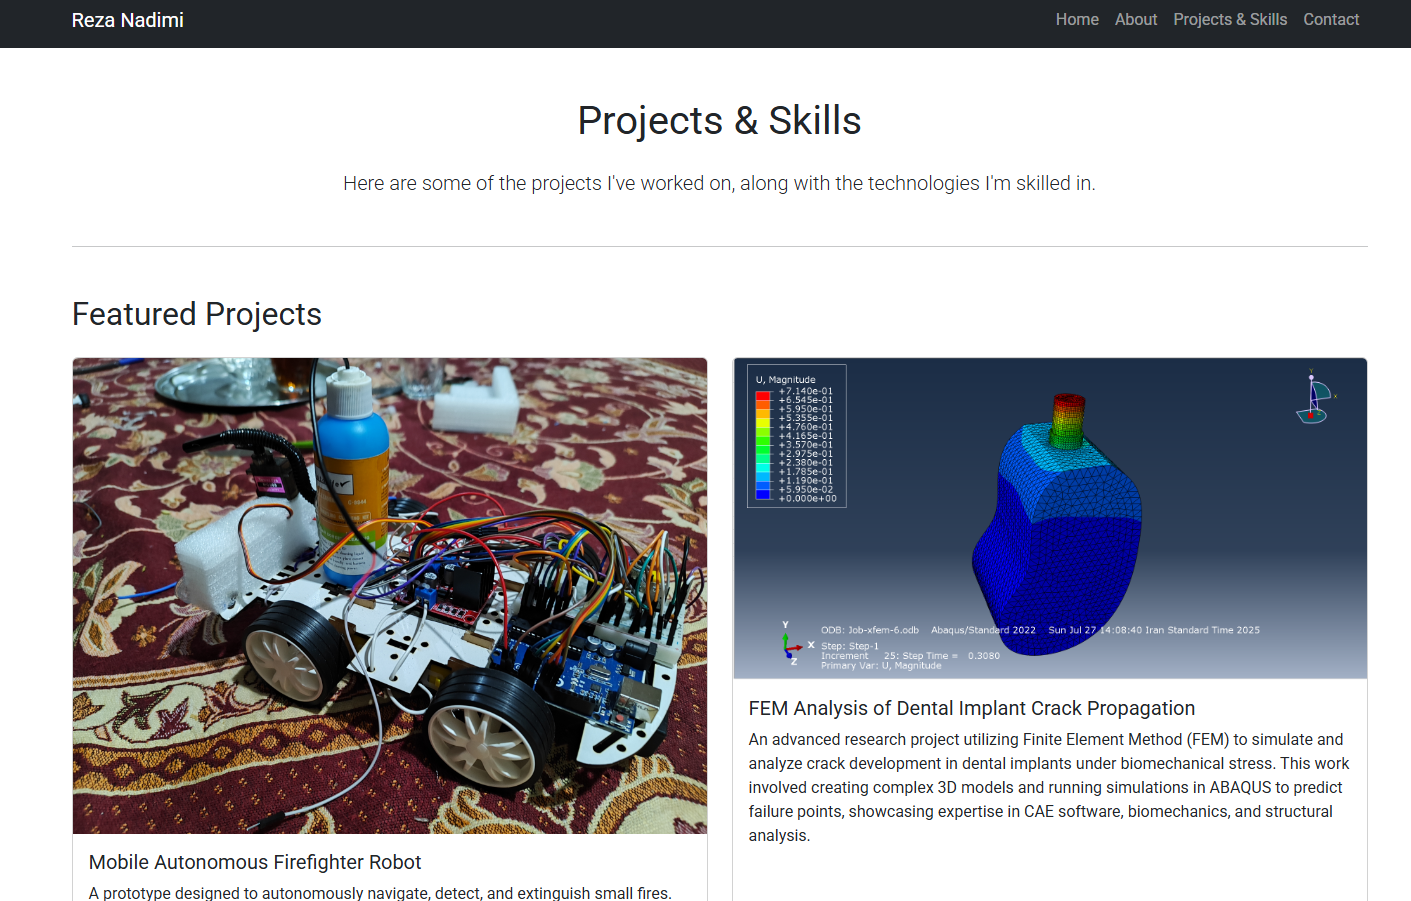 Reza Nadimi
Home About Projects & Skills Contact
Projects & Skills
Here are some of the projects I've worked on, along with the technologies I'm skilled in.
Featured Projects
U, Magnitude
+7.140e-01
+6.545e-01
+5.950e-01
+5.355e-01
+4.760e-01
+4.165e-01
+3.570e-01
+2.975e-01
+2.380e-01
+1.785e-01
+1.190e-01
+5.950e-02
+0.000e+00
Y
X
Z
Y
X
Z
ODB: Job-xfem-6.odb Abaqus/Standard 2022 Sun Jul 27 14:08:40 Iran Standard Time 2025
Step: Step-1
Increment 25: Step Time = 0.3080
Primary Var: U, Magnitude
FEM Analysis of Dental Implant Crack Propagation
An advanced research project utilizing Finite Element Method (FEM) to simulate and
analyze crack development in dental implants under biomechanical stress. This work
involved creating complex 3D models and running simulations in ABAQUS to predict
failure points, showcasing expertise in CAE software, biomechanics, and structural
analysis.
Mobile Autonomous Firefighter Robot
A prototype designed to autonomously navigate, detect, and extinguish small fires.